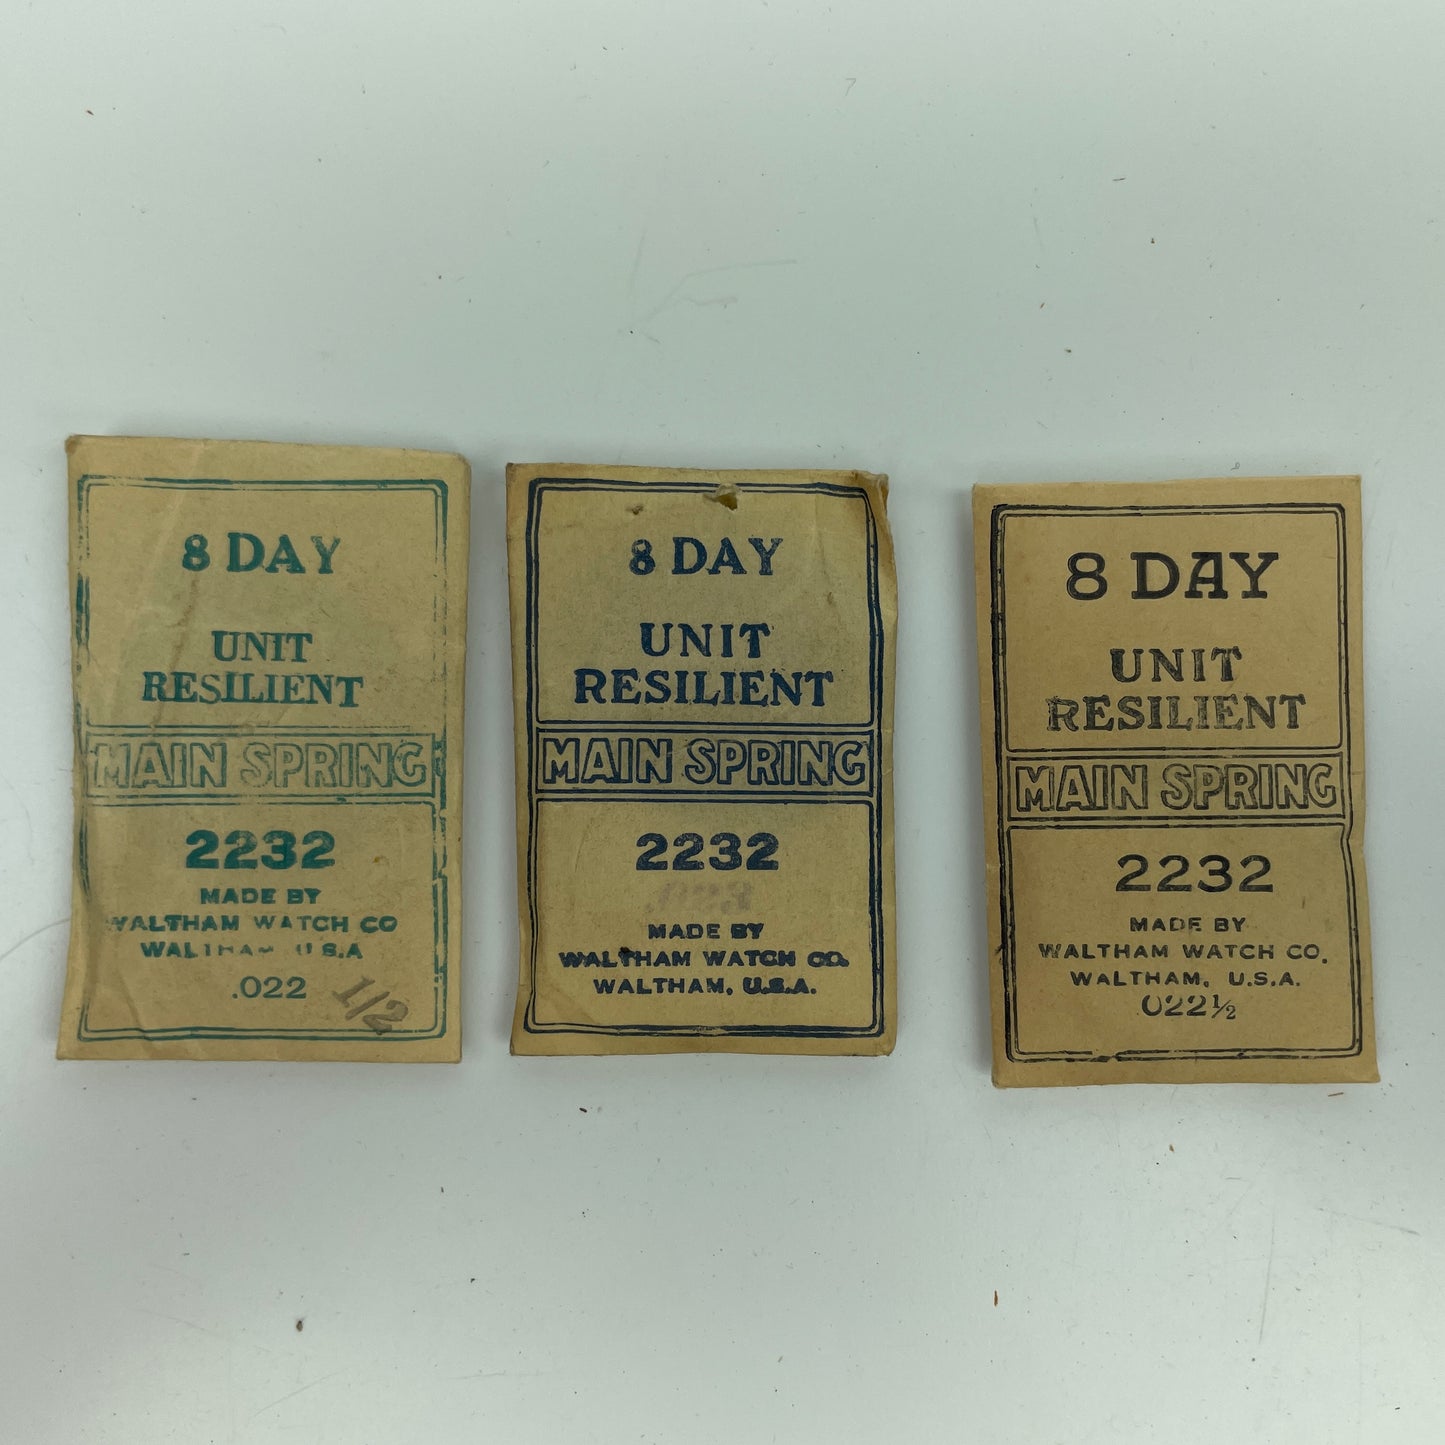 8 DAY
UNIT
RESILIENT
MAIN SPRING
2232
MADE BY
WALTHAM WATCH CO
WALTHAM U.S.A
.022 1/2
8 DAY
UNIT
RESILIENT
MAIN SPRING
2232
MADE BY
WALTHAM WATCH CO.
WALTHAM, U.S.A.
8 DAY
UNIT
RESILIENT
MAIN SPRING
2232
MADE BY
WALTHAM WATCH CO.
WALTHAM, U.S.A.
.022½